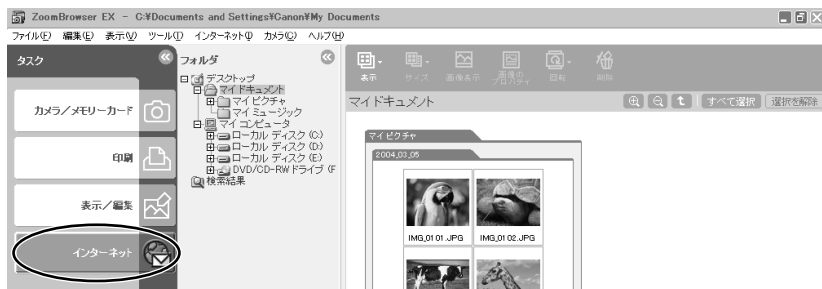 ZoomBrowser EX - C:¥Documents and Settings¥Canon¥My Documents
ファイル(F) 編集(E) 表示(V) ツール(T) インターネット(I) カメラ(C) ヘルプ(H)
タスク
カメラ/メモリーカード
印刷
表示/編集
インターネット
フォルダ
デスクトップ
マイドキュメント
マイピクチャ
マイミュージック
マイコンピュータ
ローカル ディスク (C:)
ローカル ディスク (D:)
ローカル ディスク (E:)
DVD/CD-RW ドライブ (F
検索結果
表示 サイズ 画像表示 画像のプロパティ 回転 削除
マイドキュメント すべて選択 選択を解除
マイピクチャ
2004_03_05
IMG_0101.JPG IMG_0102.JPG